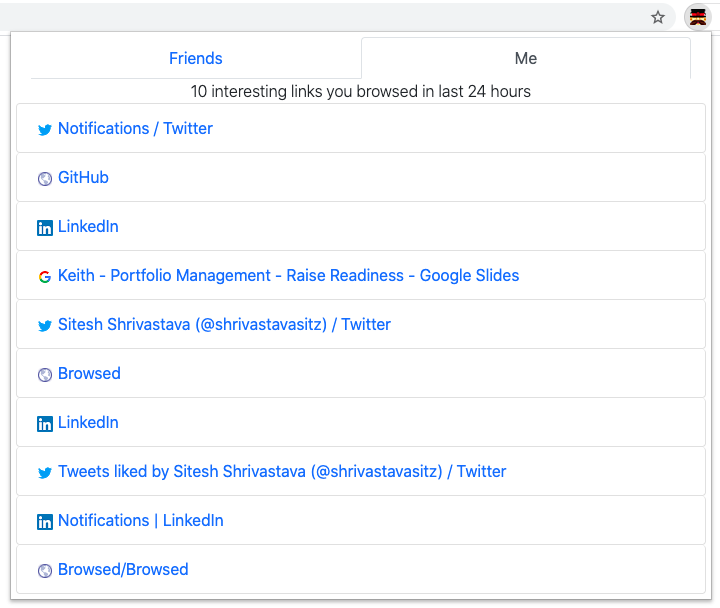 Friends
Me
10 interesting links you browsed in last 24 hours
Notifications / Twitter
GitHub
LinkedIn
Keith - Portfolio Management - Raise Readiness - Google Slides
Sitesh Shrivastava (@shrivastavasitz) / Twitter
Browsed
LinkedIn
Tweets liked by Sitesh Shrivastava (@shrivastavasitz) / Twitter
Notifications | LinkedIn
Browsed/Browsed